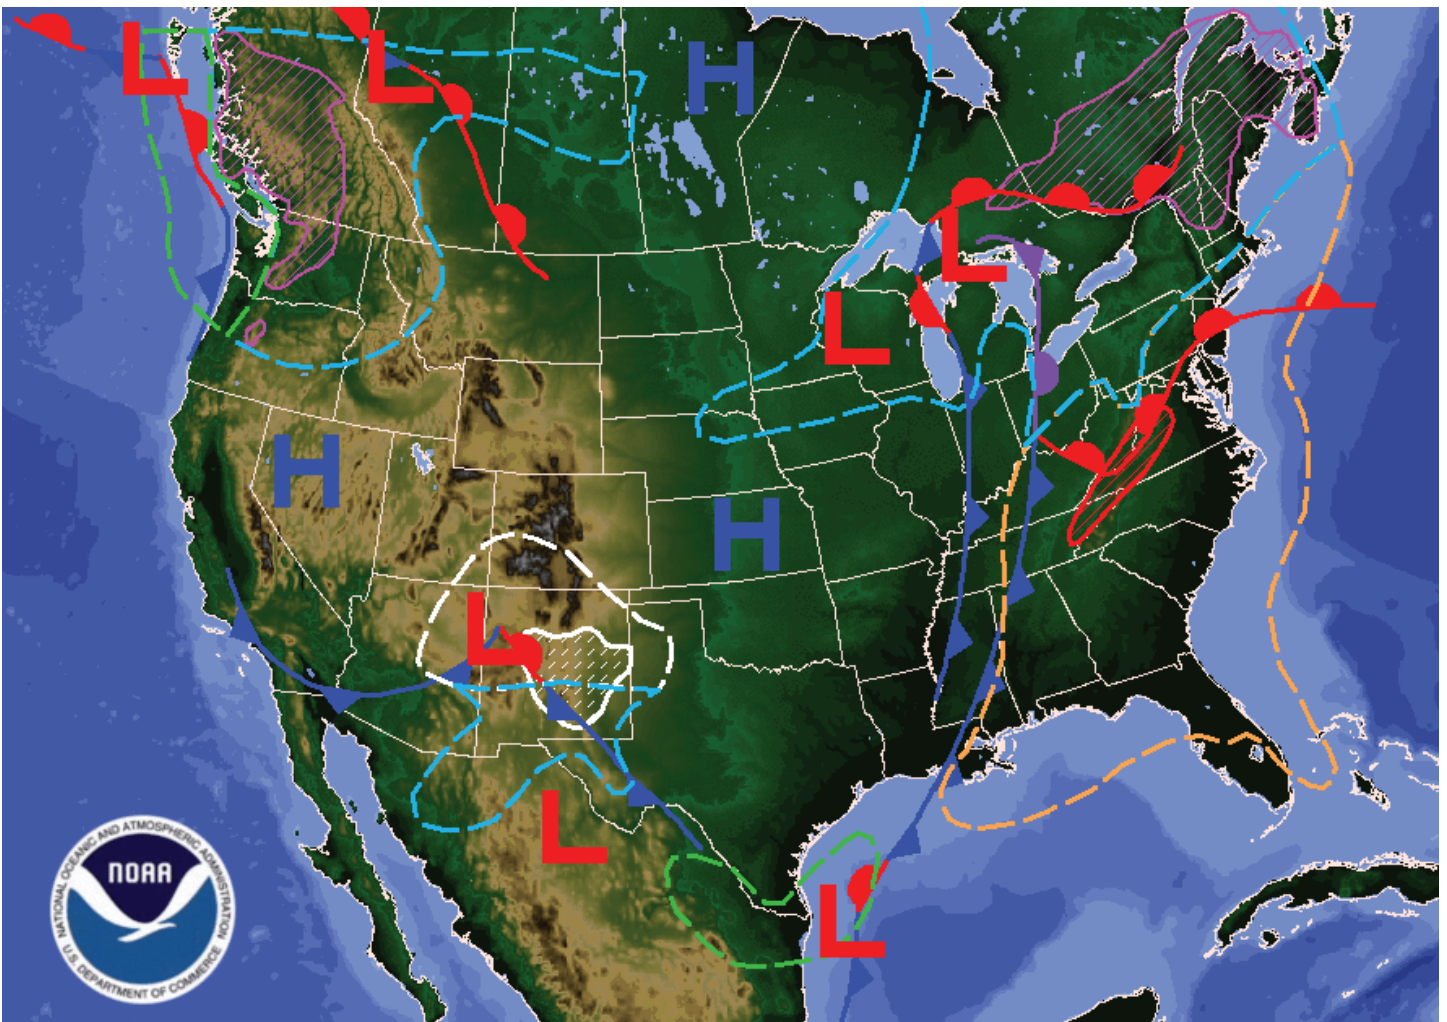 L
L
H
L
L
H
H
L
L
L
NATIONAL OCEANIC AND ATMOSPHERIC ADMINISTRATION
NOAA
U.S. DEPARTMENT OF COMMERCE